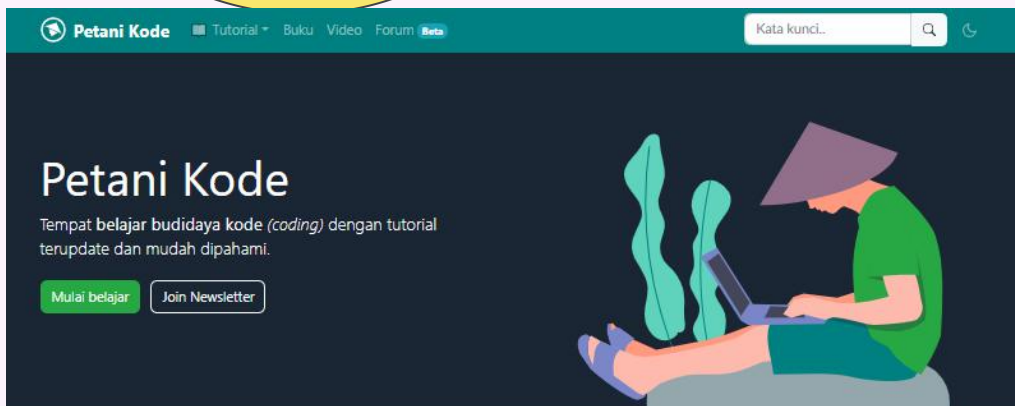 Petani Kode Tutorial Buku Video Forum Beta Kata kunci..
Petani Kode
Tempat belajar budidaya kode (coding) dengan tutorial
terupdate dan mudah dipahami.
Mulai belajar Join Newsletter